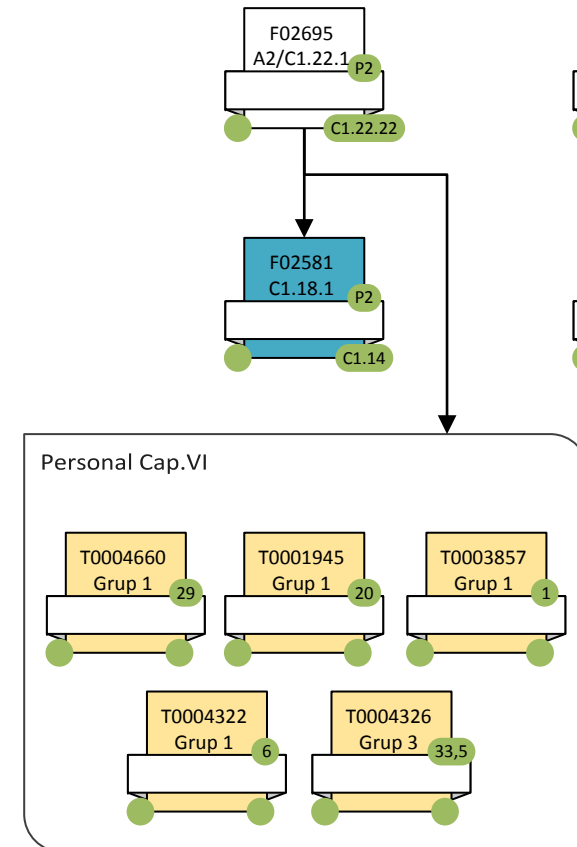 F02695
A2/C1.22.1
P2
C1.22.22
F02581
C1.18.1
P2
C1.14
Personal Cap.VI
T0004660
Grup 1
29
T0001945
Grup 1
20
T0003857
Grup 1
1
T0004322
Grup 1
6
T0004326
Grup 3
33,5